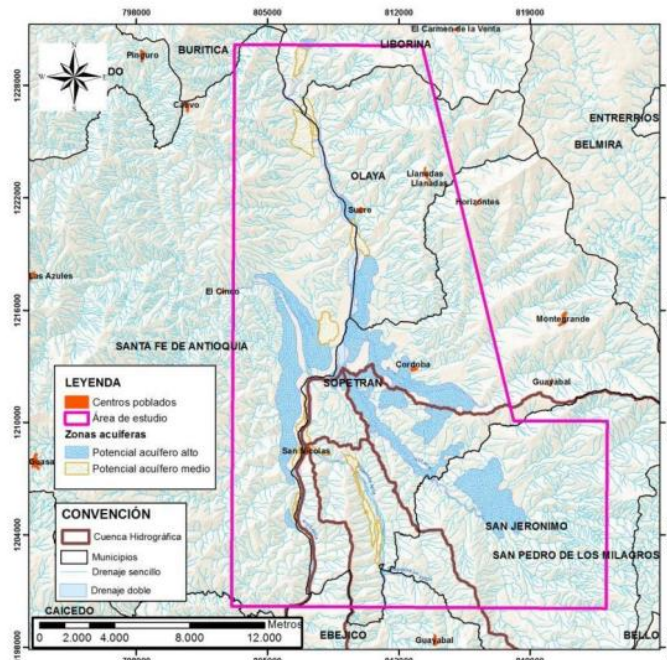 798000 805000 812000 819000
El Carmen de la Venta
BURITICA
LIBORINA
DO
N
ENTRERRIOS
BELMIRA
OLAYA
Llanadas
Llanadas
Sucre
Horizontes
El Cinco
SANTA FE DE ANTIOQUIA
Montegrande
Cordoba
SOPETRAN
Guayabal
San Nicolas
SAN JERONIMO
SAN PEDRO DE LOS MILAGROS
CAICEDO
EBEJICO
Guayabal
BELLO
1228000
1222000
1216000
1210000
1204000
1198000
LEYENDA
Centros poblados
Área de estudio
Zonas acuíferas
Potencial acuífero alto
Potencial acuífero medio
CONVENCIÓN
Cuenca Hidrográfica
Municipios
Drenaje sencillo
Drenaje doble
Metros
0 2.000 4.000 8.000 12.000
798000 812000 819000